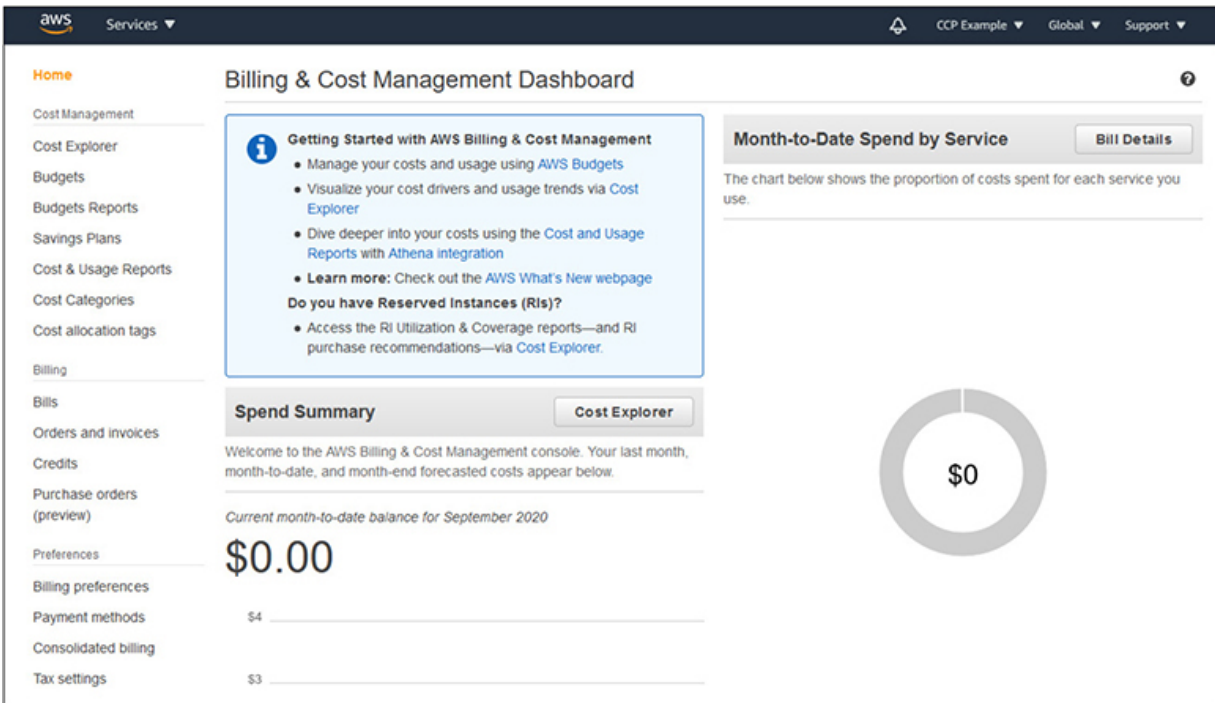 aws
Services ▼
CCP Example ▼
Global ▼
Support ▼
Home
Cost Management
Cost Explorer
Budgets
Budgets Reports
Savings Plans
Cost & Usage Reports
Cost Categories
Cost allocation tags
Billing
Bills
Orders and invoices
Credits
Purchase orders
(preview)
Preferences
Billing preferences
Payment methods
Consolidated billing
Tax settings
Billing & Cost Management Dashboard
?
i
Getting Started with AWS Billing & Cost Management
• Manage your costs and usage using AWS Budgets
• Visualize your cost drivers and usage trends via Cost
Explorer
• Dive deeper into your costs using the Cost and Usage
Reports with Athena integration
• Learn more: Check out the AWS What's New webpage
Do you have Reserved Instances (RIs)?
• Access the RI Utilization & Coverage reports—and RI
purchase recommendations—via Cost Explorer.
Spend Summary
Cost Explorer
Welcome to the AWS Billing & Cost Management console. Your last month,
month-to-date, and month-end forecasted costs appear below.
Current month-to-date balance for September 2020
$0.00
$4
$3
Month-to-Date Spend by Service
Bill Details
The chart below shows the proportion of costs spent for each service you
use.
$0